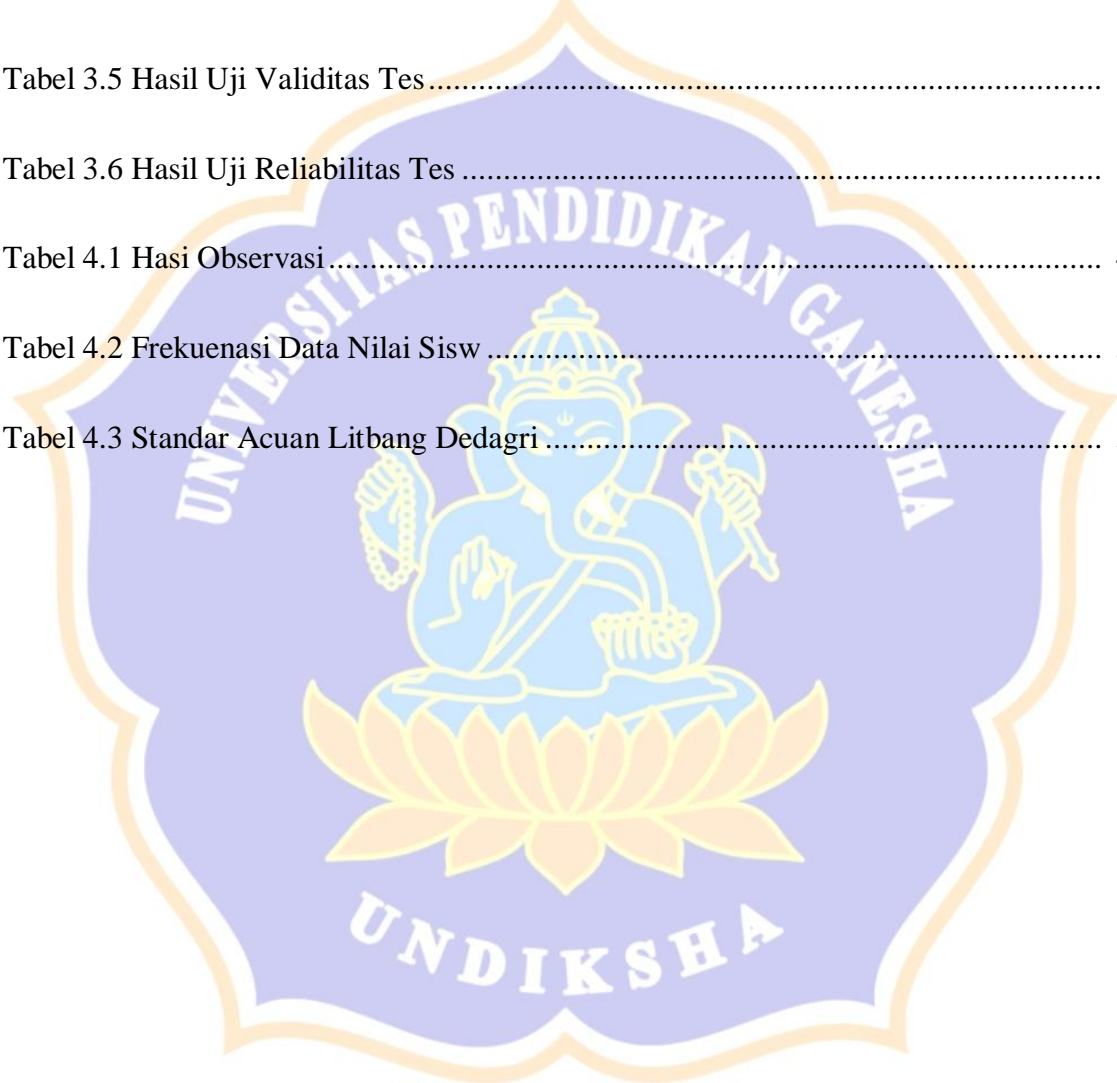 Tabel 3.5 Hasil Uji Validitas Tes................................................................................
Tabel 3.6 Hasil Uji Reliabilitas Tes ............................................................................
Tabel 4.1 Hasi Observasi............................................................................................
Tabel 4.2 Frekuenasi Data Nilai Sisw .........................................................................
Tabel 4.3 Standar Acuan Litbang Dedagri ..................................................................
UNIVERSITAS PENDIDIKAN GANESHA
UNDIKSHA